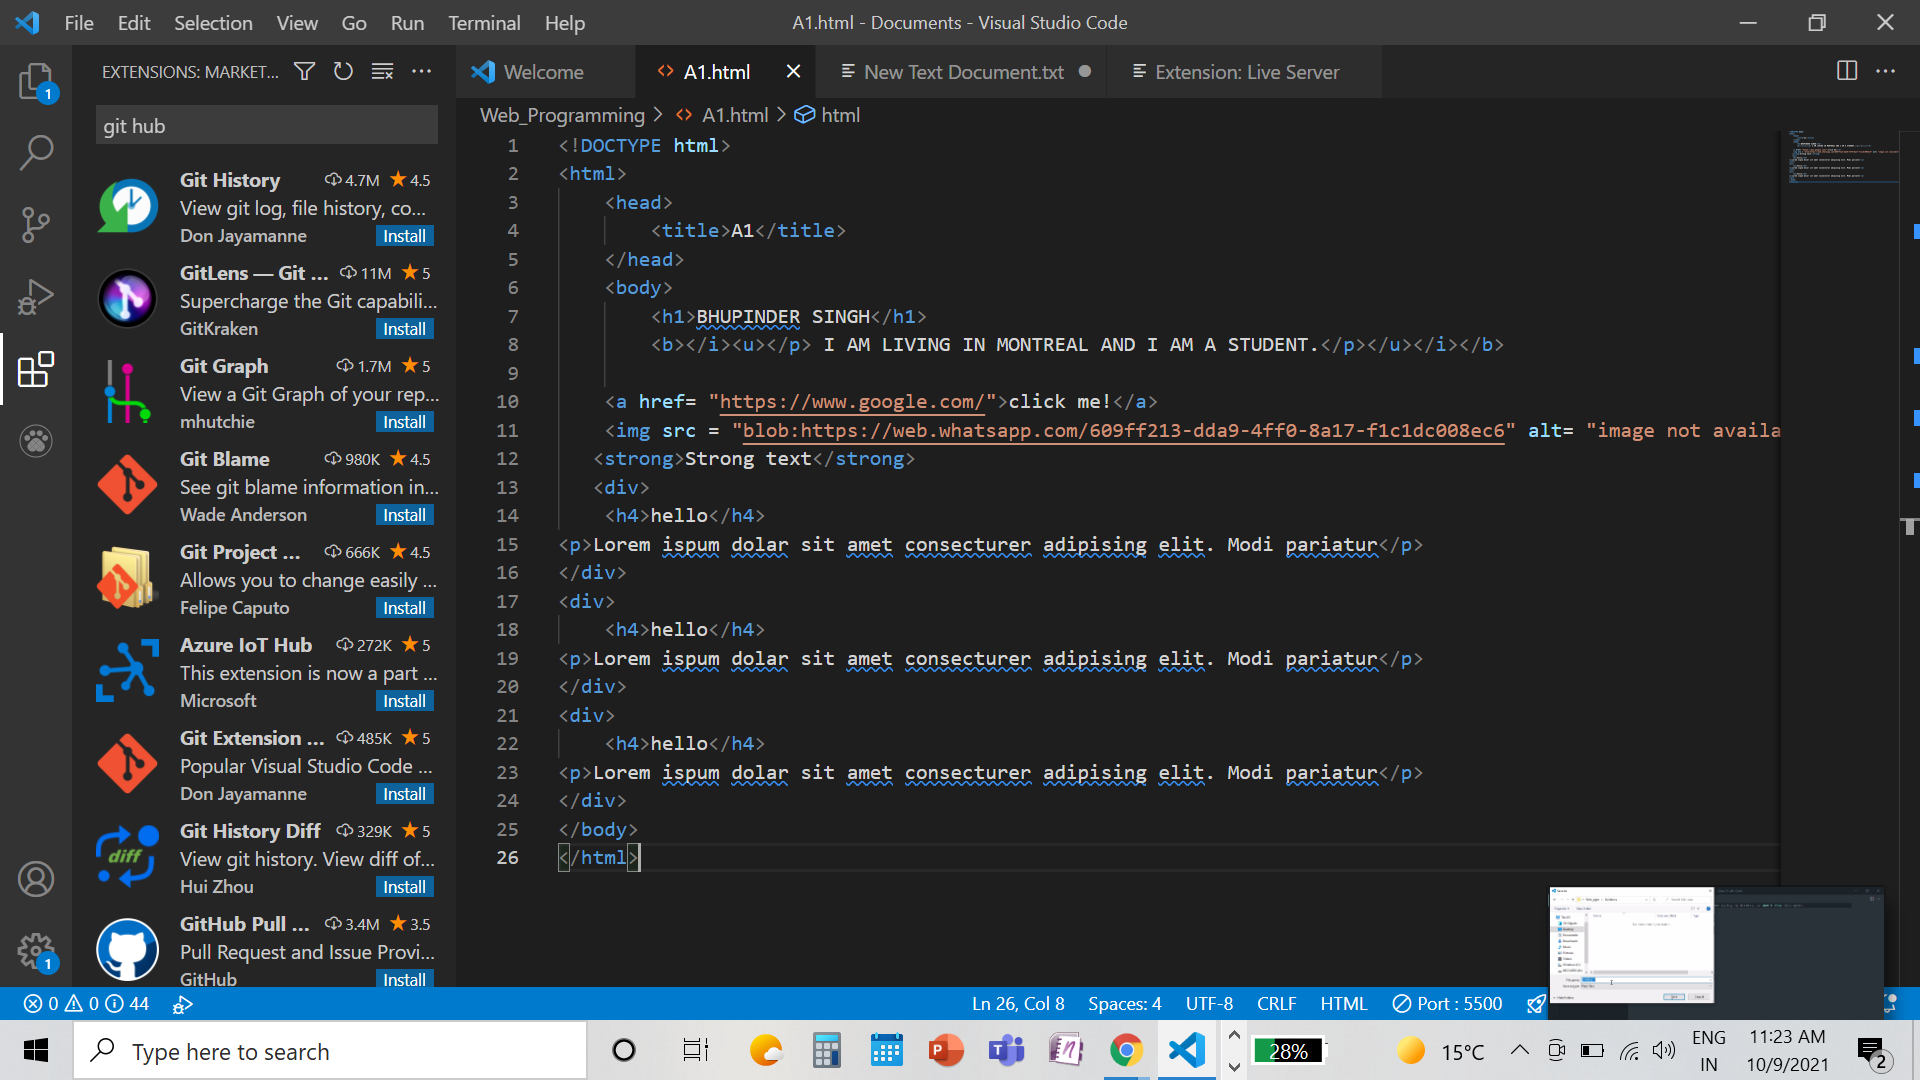 File Edit Selection View Go Run Terminal Help
A1.html - Documents - Visual Studio Code
EXTENSIONS: MARKET...
1
git hub
Git History 4.7M 4.5
View git log, file history, co...
Don Jayamanne Install
GitLens — Git ... 11M 5
Supercharge the Git capabili...
GitKraken Install
Git Graph 1.7M 5
View a Git Graph of your rep...
mhutchie Install
Git Blame 980K 4.5
See git blame information in...
Wade Anderson Install
Git Project ... 666K 4.5
Allows you to change easily ...
Felipe Caputo Install
Azure IoT Hub 272K 5
This extension is now a part ...
Microsoft Install
Git Extension ... 485K 5
Popular Visual Studio Code ...
Don Jayamanne Install
Git History Diff 329K 5
View git history. View diff of...
Hui Zhou Install
diff
GitHub Pull ... 3.4M 3.5
Pull Request and Issue Provi...
GitHub Install
1
Welcome A1.html New Text Document.txt Extension: Live Server
Web_Programming > A1.html > html
1 <!DOCTYPE html>
2 <html>
3 <head>
4 <title>A1</title>
5 </head>
6 <body>
7 <h1>BHUPINDER SINGH</h1>
8 <b></i><u></p> I AM LIVING IN MONTREAL AND I AM A STUDENT.</p></u></i></b>
9
10 <a href= "https://www.google.com/">click me!</a>
11 <img src = "blob:https://web.whatsapp.com/609ff213-dda9-4ff0-8a17-f1c1dc008ec6" alt= "image not availa
12 <strong>Strong text</strong>
13 <div>
14 <h4>hello</h4>
15 <p>Lorem ispum dolar sit amet consecturer adipising elit. Modi pariatur</p>
16 </div>
17 <div>
18 <h4>hello</h4>
19 <p>Lorem ispum dolar sit amet consecturer adipising elit. Modi pariatur</p>
20 </div>
21 <div>
22 <h4>hello</h4>
23 <p>Lorem ispum dolar sit amet consecturer adipising elit. Modi pariatur</p>
24 </div>
25 </body>
26 </html>
0 0 44 Ln 26, Col 8 Spaces: 4 UTF-8 CRLF HTML Port : 5500
Type here to search
28%
15°C
ENG
IN
11:23 AM
10/9/2021
2